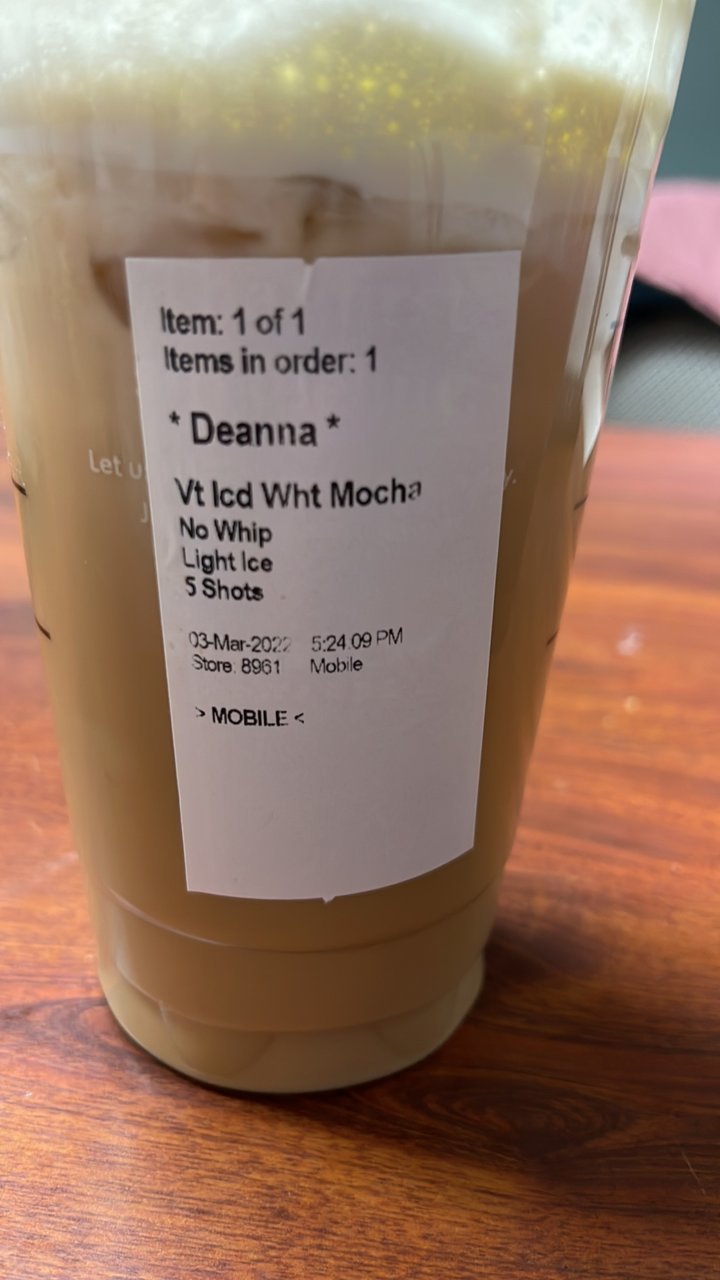 Item: 1 of 1
Items in order: 1
* Deanna *
Let
Vt Icd Wht Mocha
No Whip
Light Ice
5 Shots
03-Mar-2022 5:24:09 PM
Store: 8961 Mobile
> MOBILE <